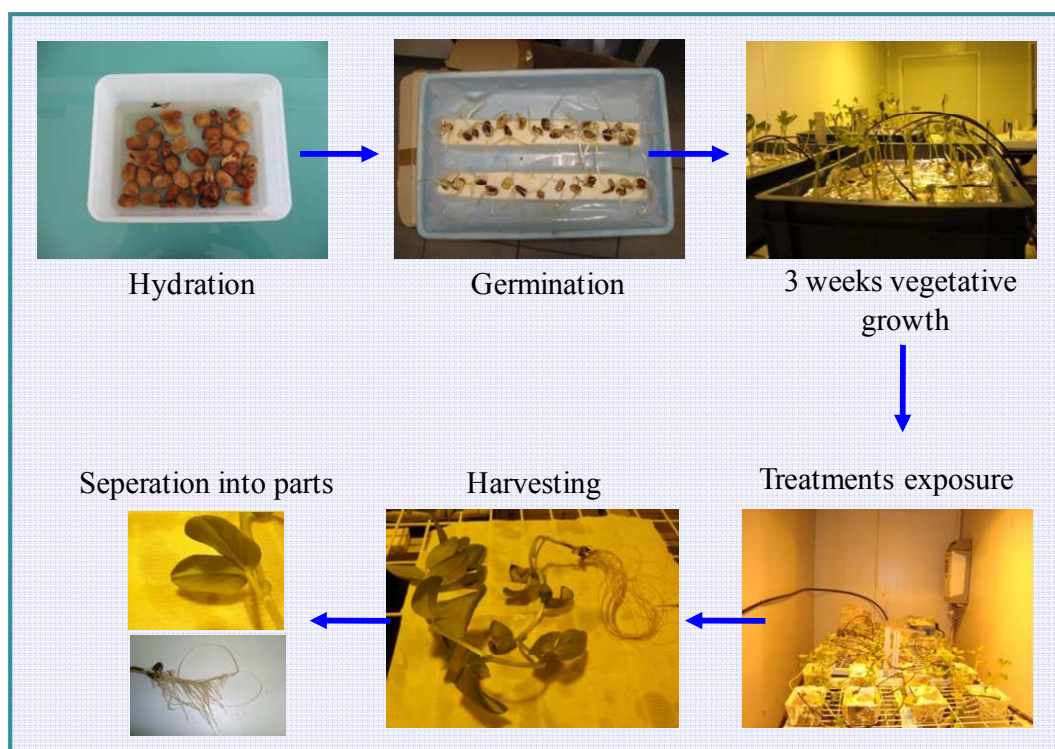 Hydration
Germination
3 weeks vegetative
growth
Treatments exposure
Harvesting
Seperation into parts